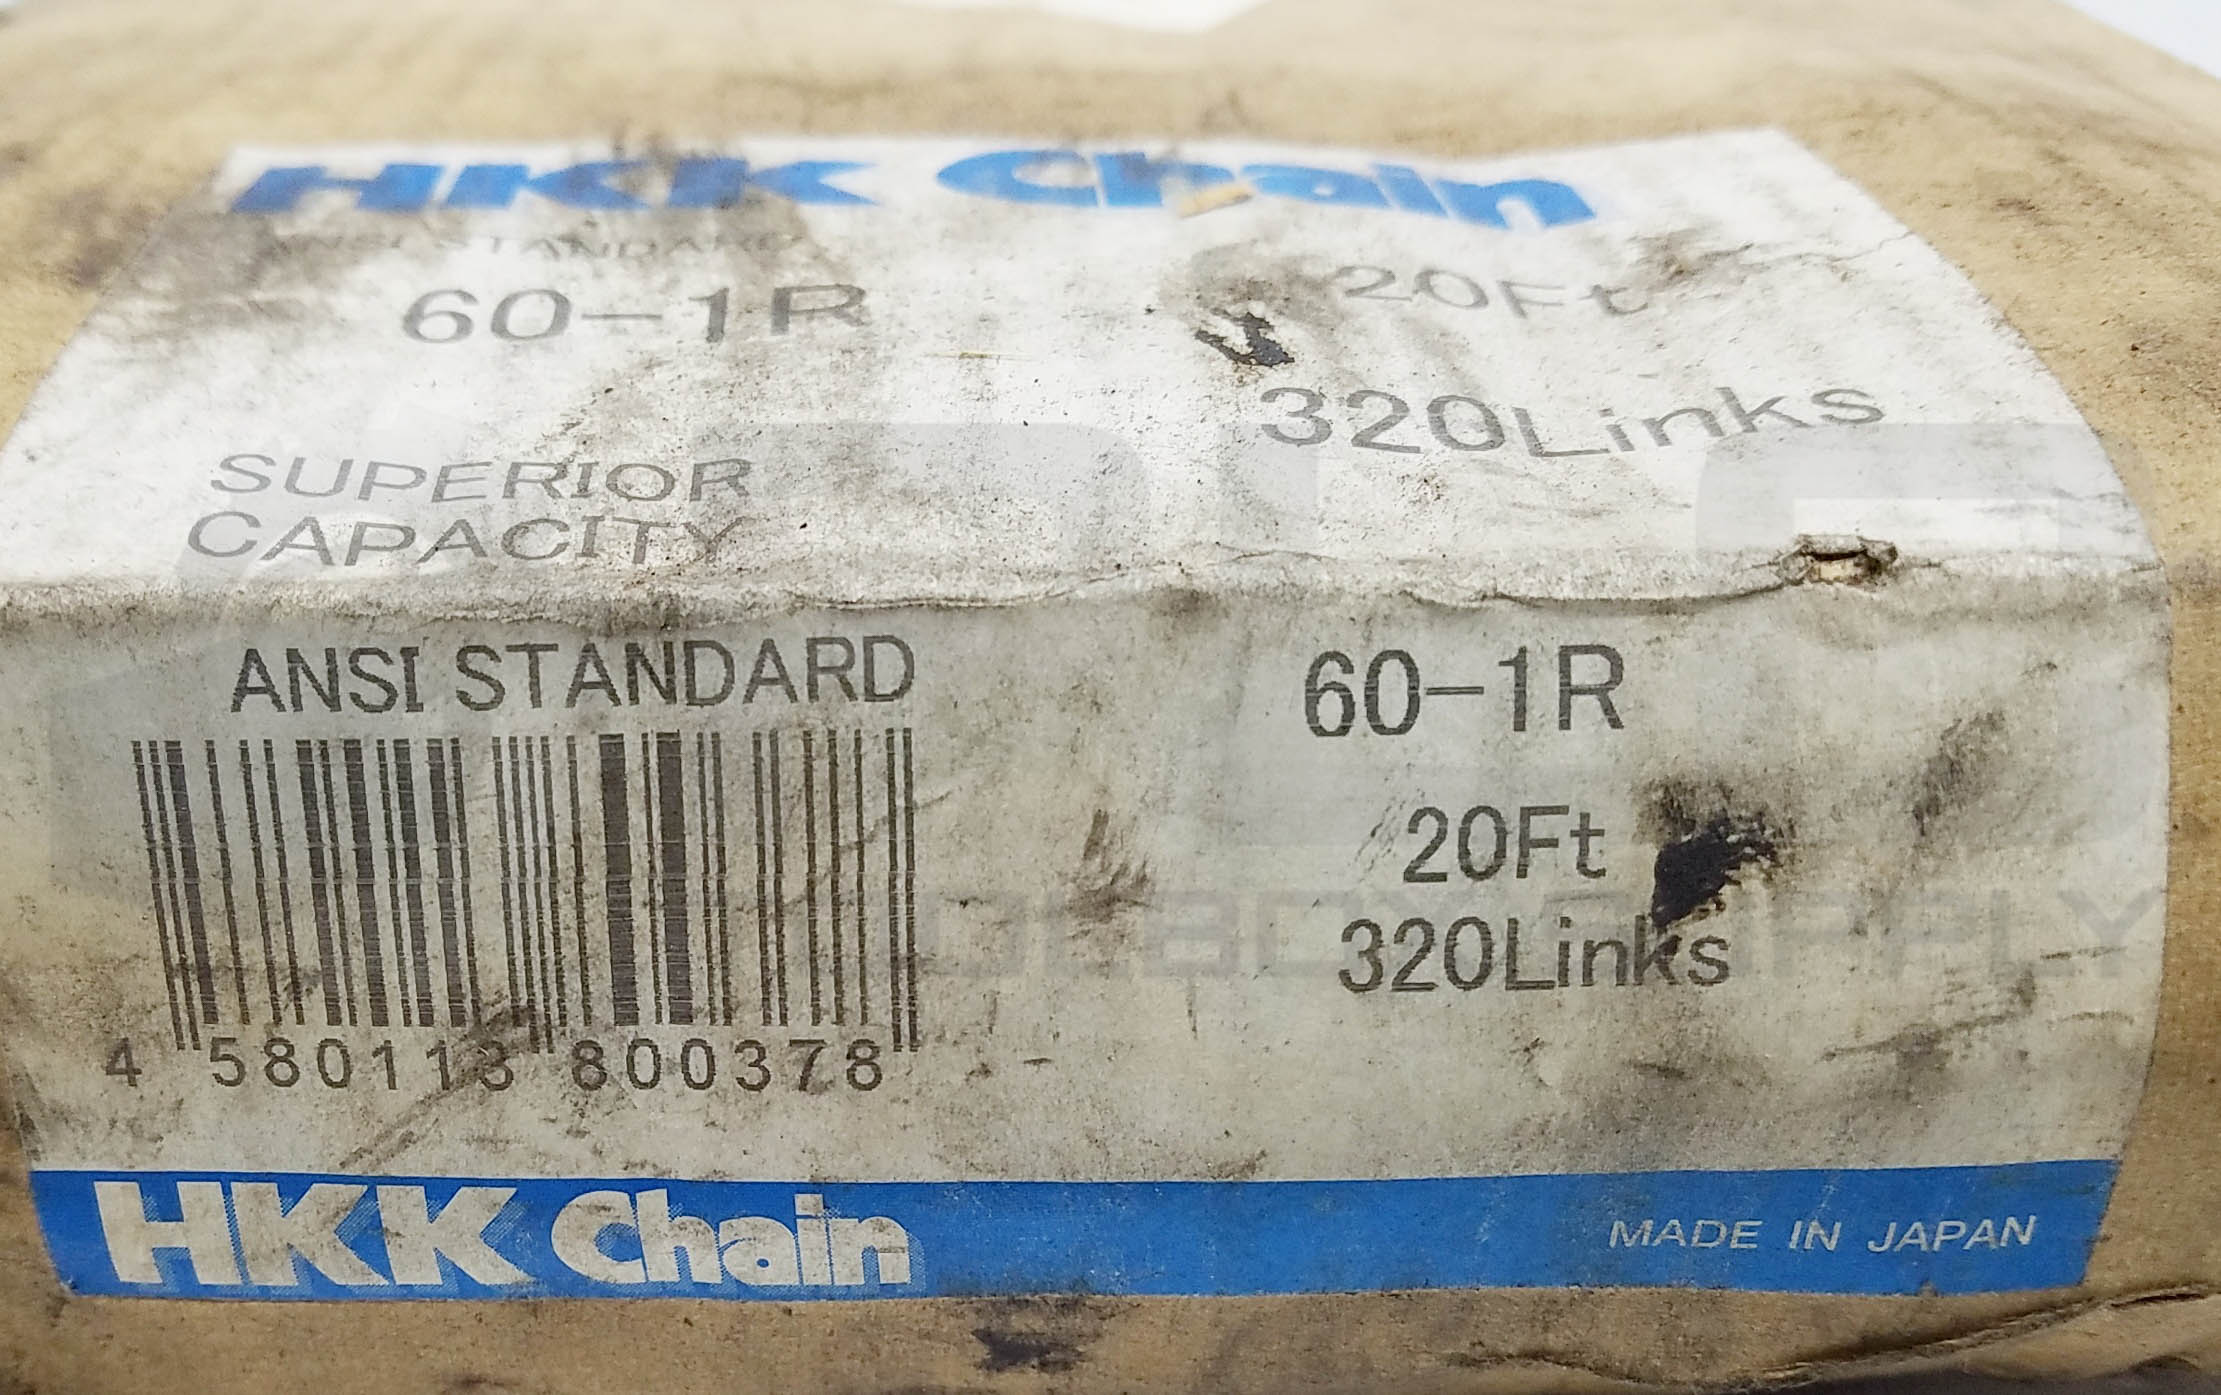 HKK Chain
ANSI STANDARD
60-1R
20Ft
320Links
SUPERIOR
CAPACITY
ANSI STANDARD
60-1R
20Ft
320Links
4 580113 800378
HKK Chain
MADE IN JAPAN